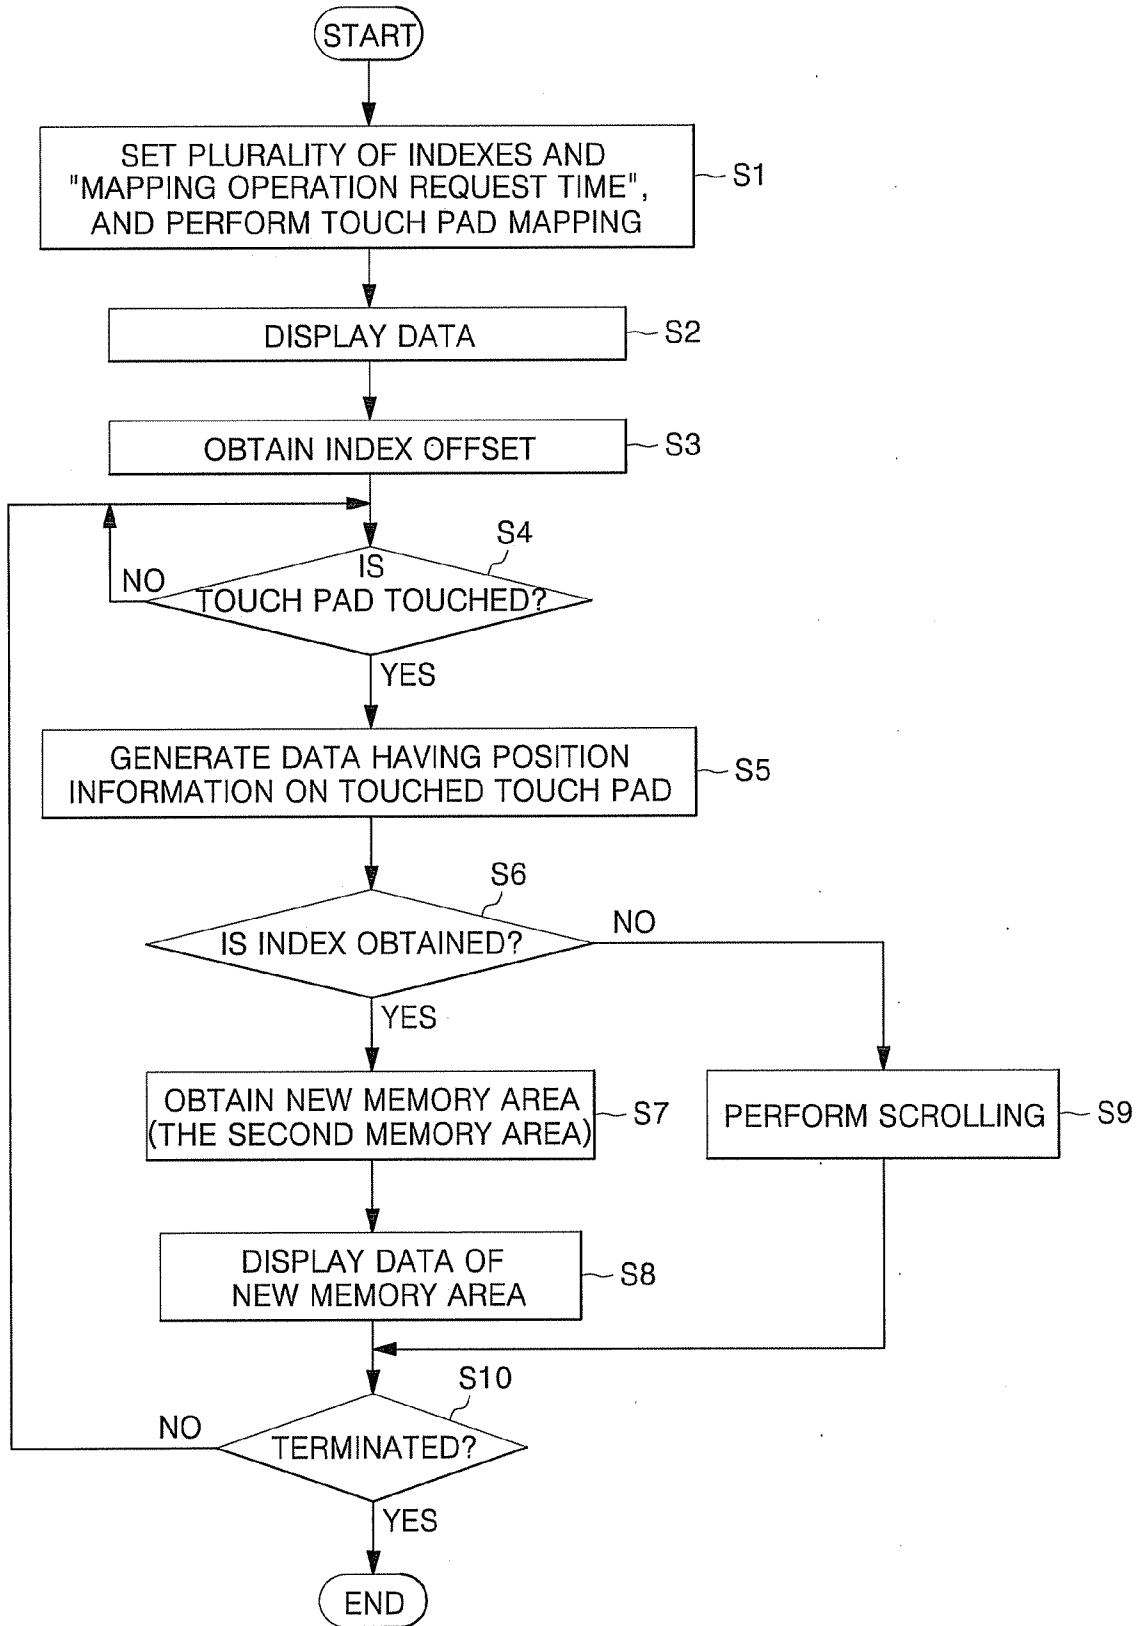 START
SET PLURALITY OF INDEXES AND
"MAPPING OPERATION REQUEST TIME",
AND PERFORM TOUCH PAD MAPPING
S1
DISPLAY DATA
S2
OBTAIN INDEX OFFSET
S3
S4
IS
TOUCH PAD TOUCHED?
NO
YES
GENERATE DATA HAVING POSITION
INFORMATION ON TOUCHED TOUCH PAD
S5
S6
IS INDEX OBTAINED?
NO
YES
OBTAIN NEW MEMORY AREA
(THE SECOND MEMORY AREA)
S7
PERFORM SCROLLING
S9
DISPLAY DATA OF
NEW MEMORY AREA
S8
S10
TERMINATED?
NO
YES
END